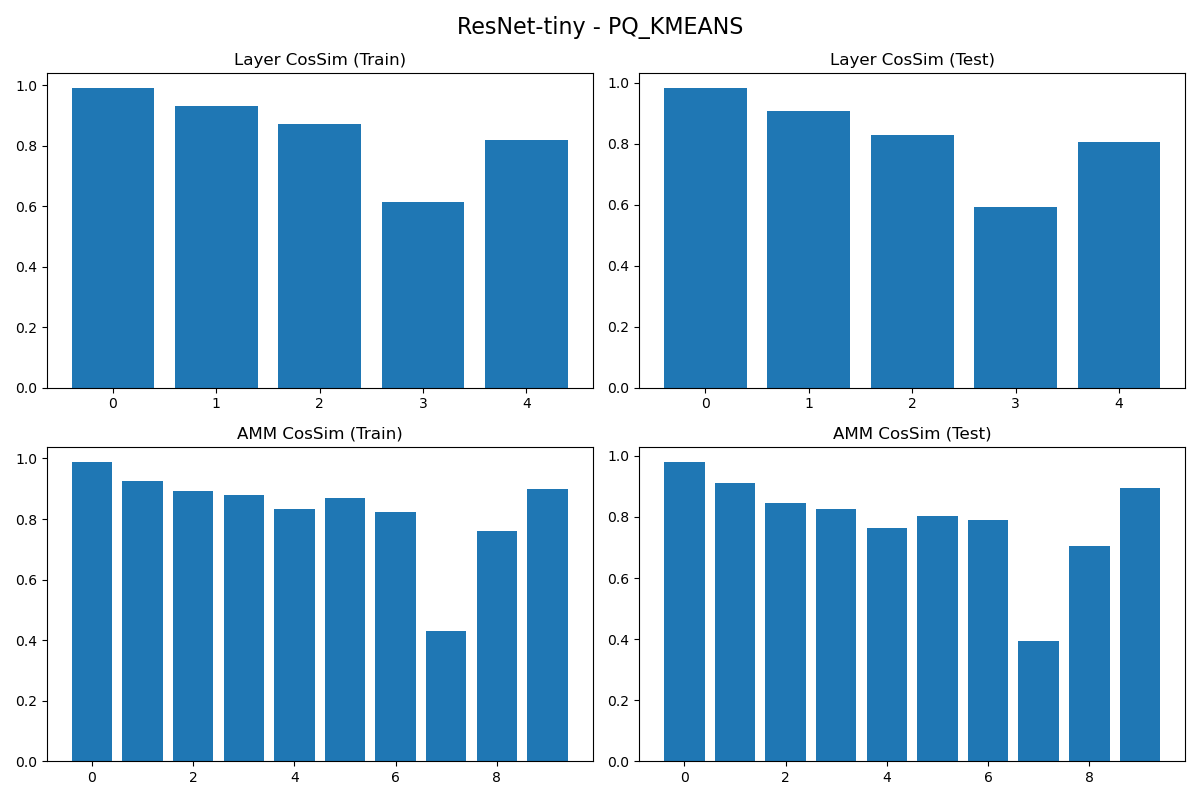 ResNet-tiny - PQ_KMEANS
Layer CosSim (Train)
1.0
0.8
0.6
0.4
0.2
0.0
0 1 2 3 4
Layer CosSim (Test)
1.0
0.8
0.6
0.4
0.2
0.0
0 1 2 3 4
AMM CosSim (Train)
1.0
0.8
0.6
0.4
0.2
0.0
0 2 4 6 8
AMM CosSim (Test)
1.0
0.8
0.6
0.4
0.2
0.0
0 2 4 6 8